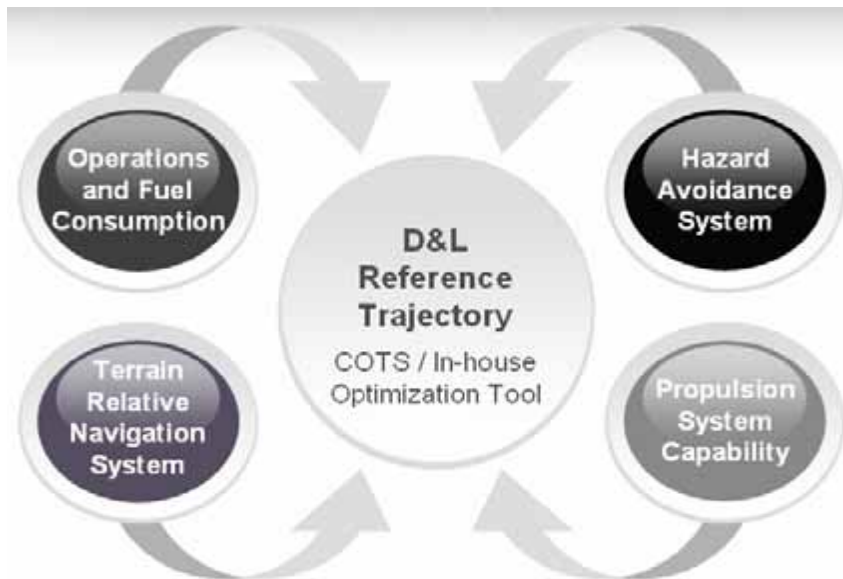 Operations
and Fuel
Consumption
Hazard
Avoidance
System
D&L
Reference
Trajectory
COTS / In-house
Optimization Tool
Terrain
Relative
Navigation
System
Propulsion
System
Capability